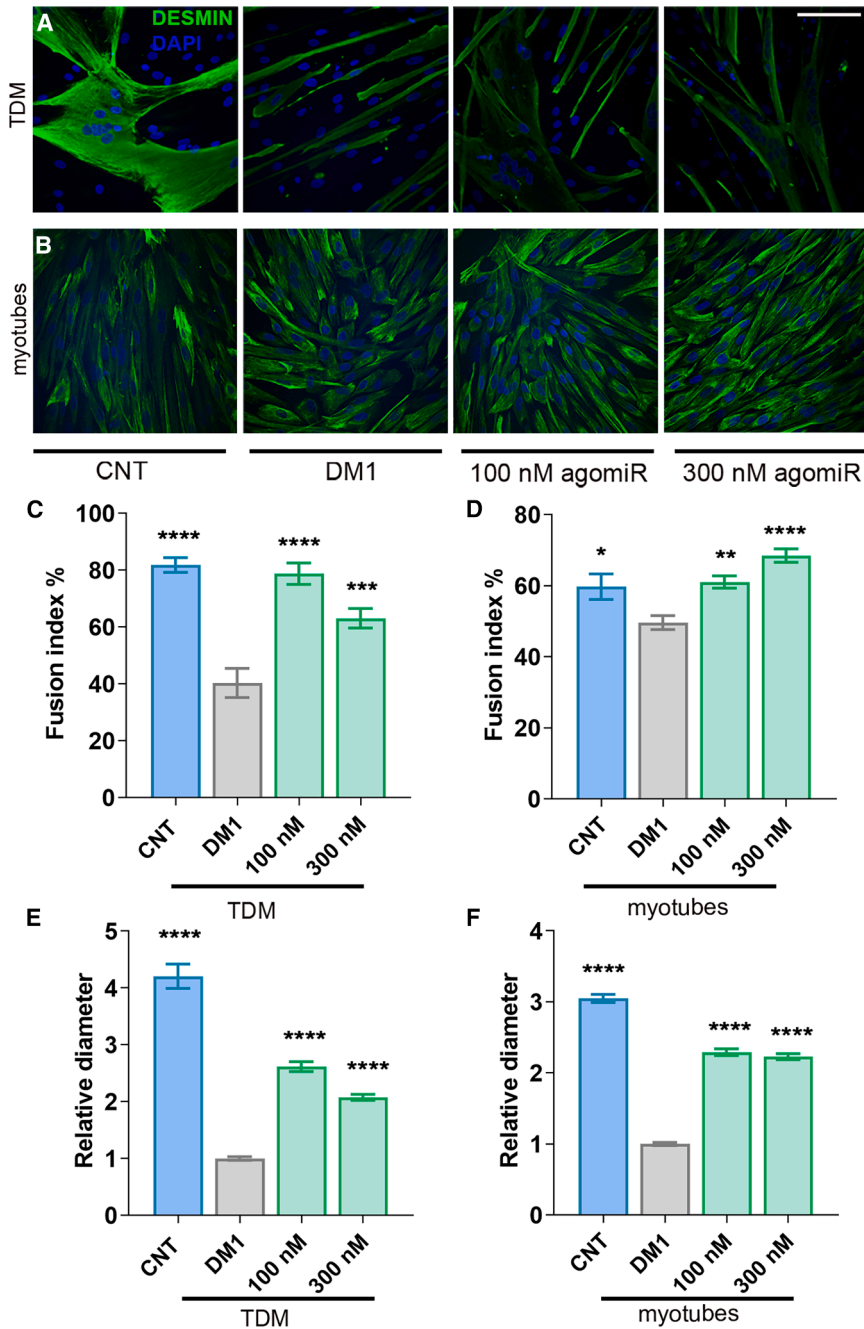 A
DESMIN
DAPI
TDM
B
myotubes
CNT
DM1
100 nM agomiR
300 nM agomiR
C
Fusion index %
100
80
60
40
20
0
****
****
***
CNT
DM1
100 nM
300 nM
TDM
D
Fusion index %
80
60
40
20
0
*
**
****
CNT
DM1
100 nM
300 nM
myotubes
E
Relative diameter
5
4
3
2
1
0
****
****
****
CNT
DM1
100 nM
300 nM
TDM
F
Relative diameter
4
3
2
1
0
****
****
****
CNT
DM1
100 nM
300 nM
myotubes